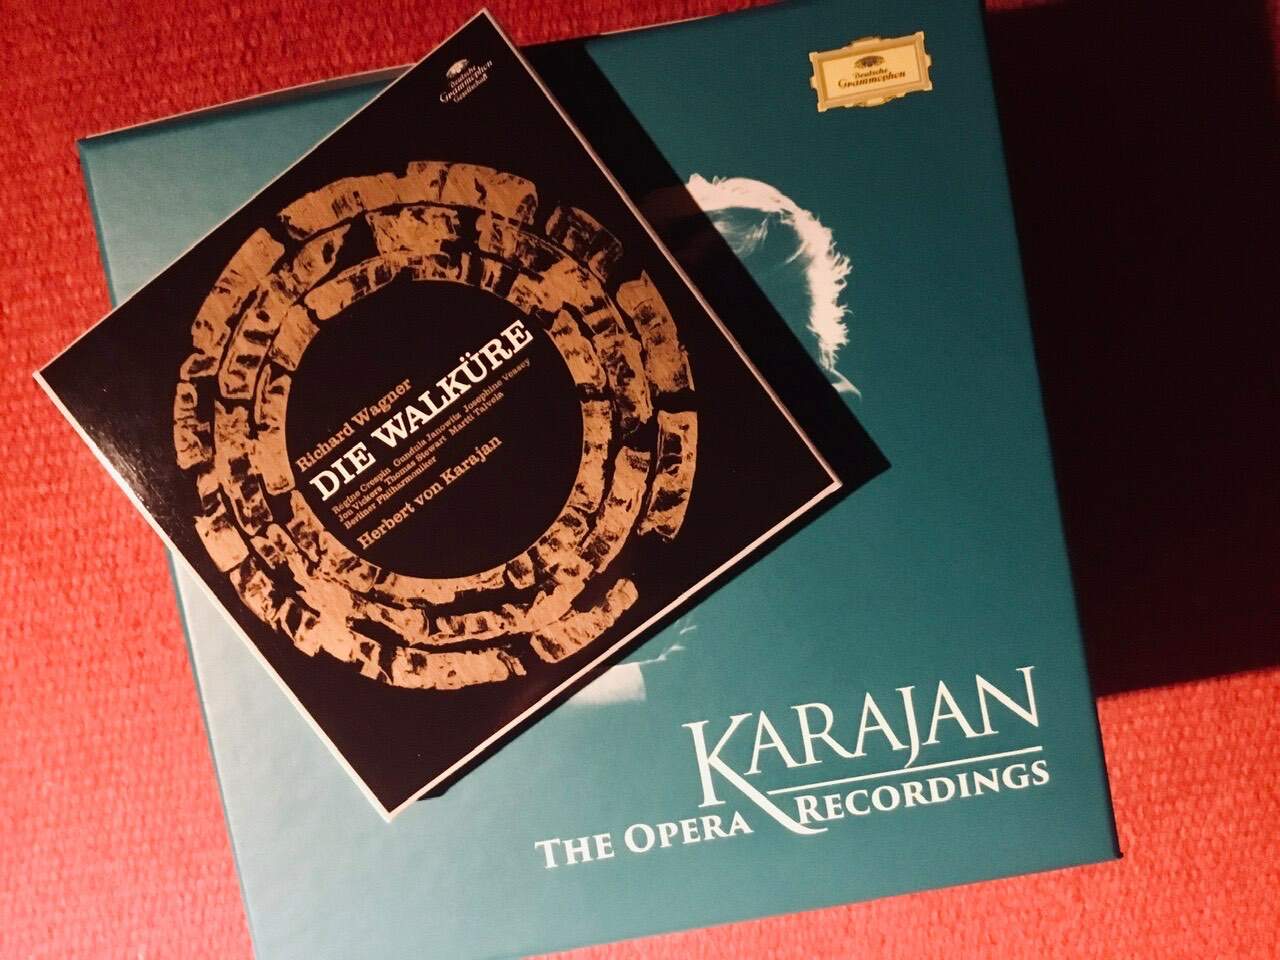 Deutsche
Grammophon
Gesellschaft
Richard Wagner
DIE WALKÜRE
Régine Crespin Gundula Janowitz Josephine Veasey
Jon Vickers Thomas Stewart Martti Talvela
Berliner Philharmoniker
Herbert von Karajan
Deutsche
Grammophon
KARAJAN
THE OPERA RECORDINGS